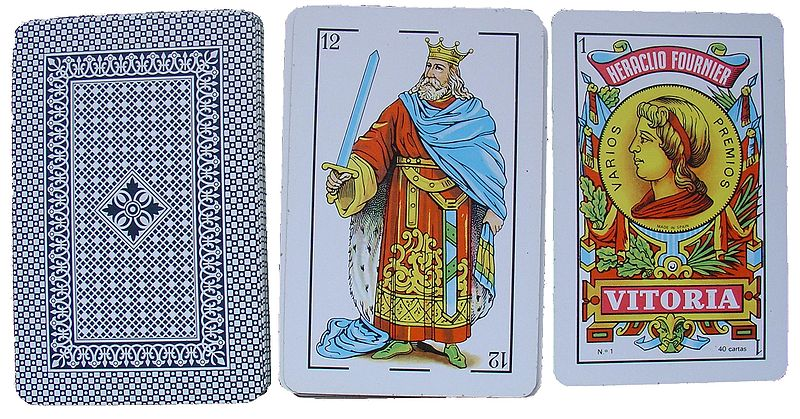 12
12
1
HERACLIO FOURNIER
VARIOS PREMIOS
VITORIA
N.º 1
40 cartas
1